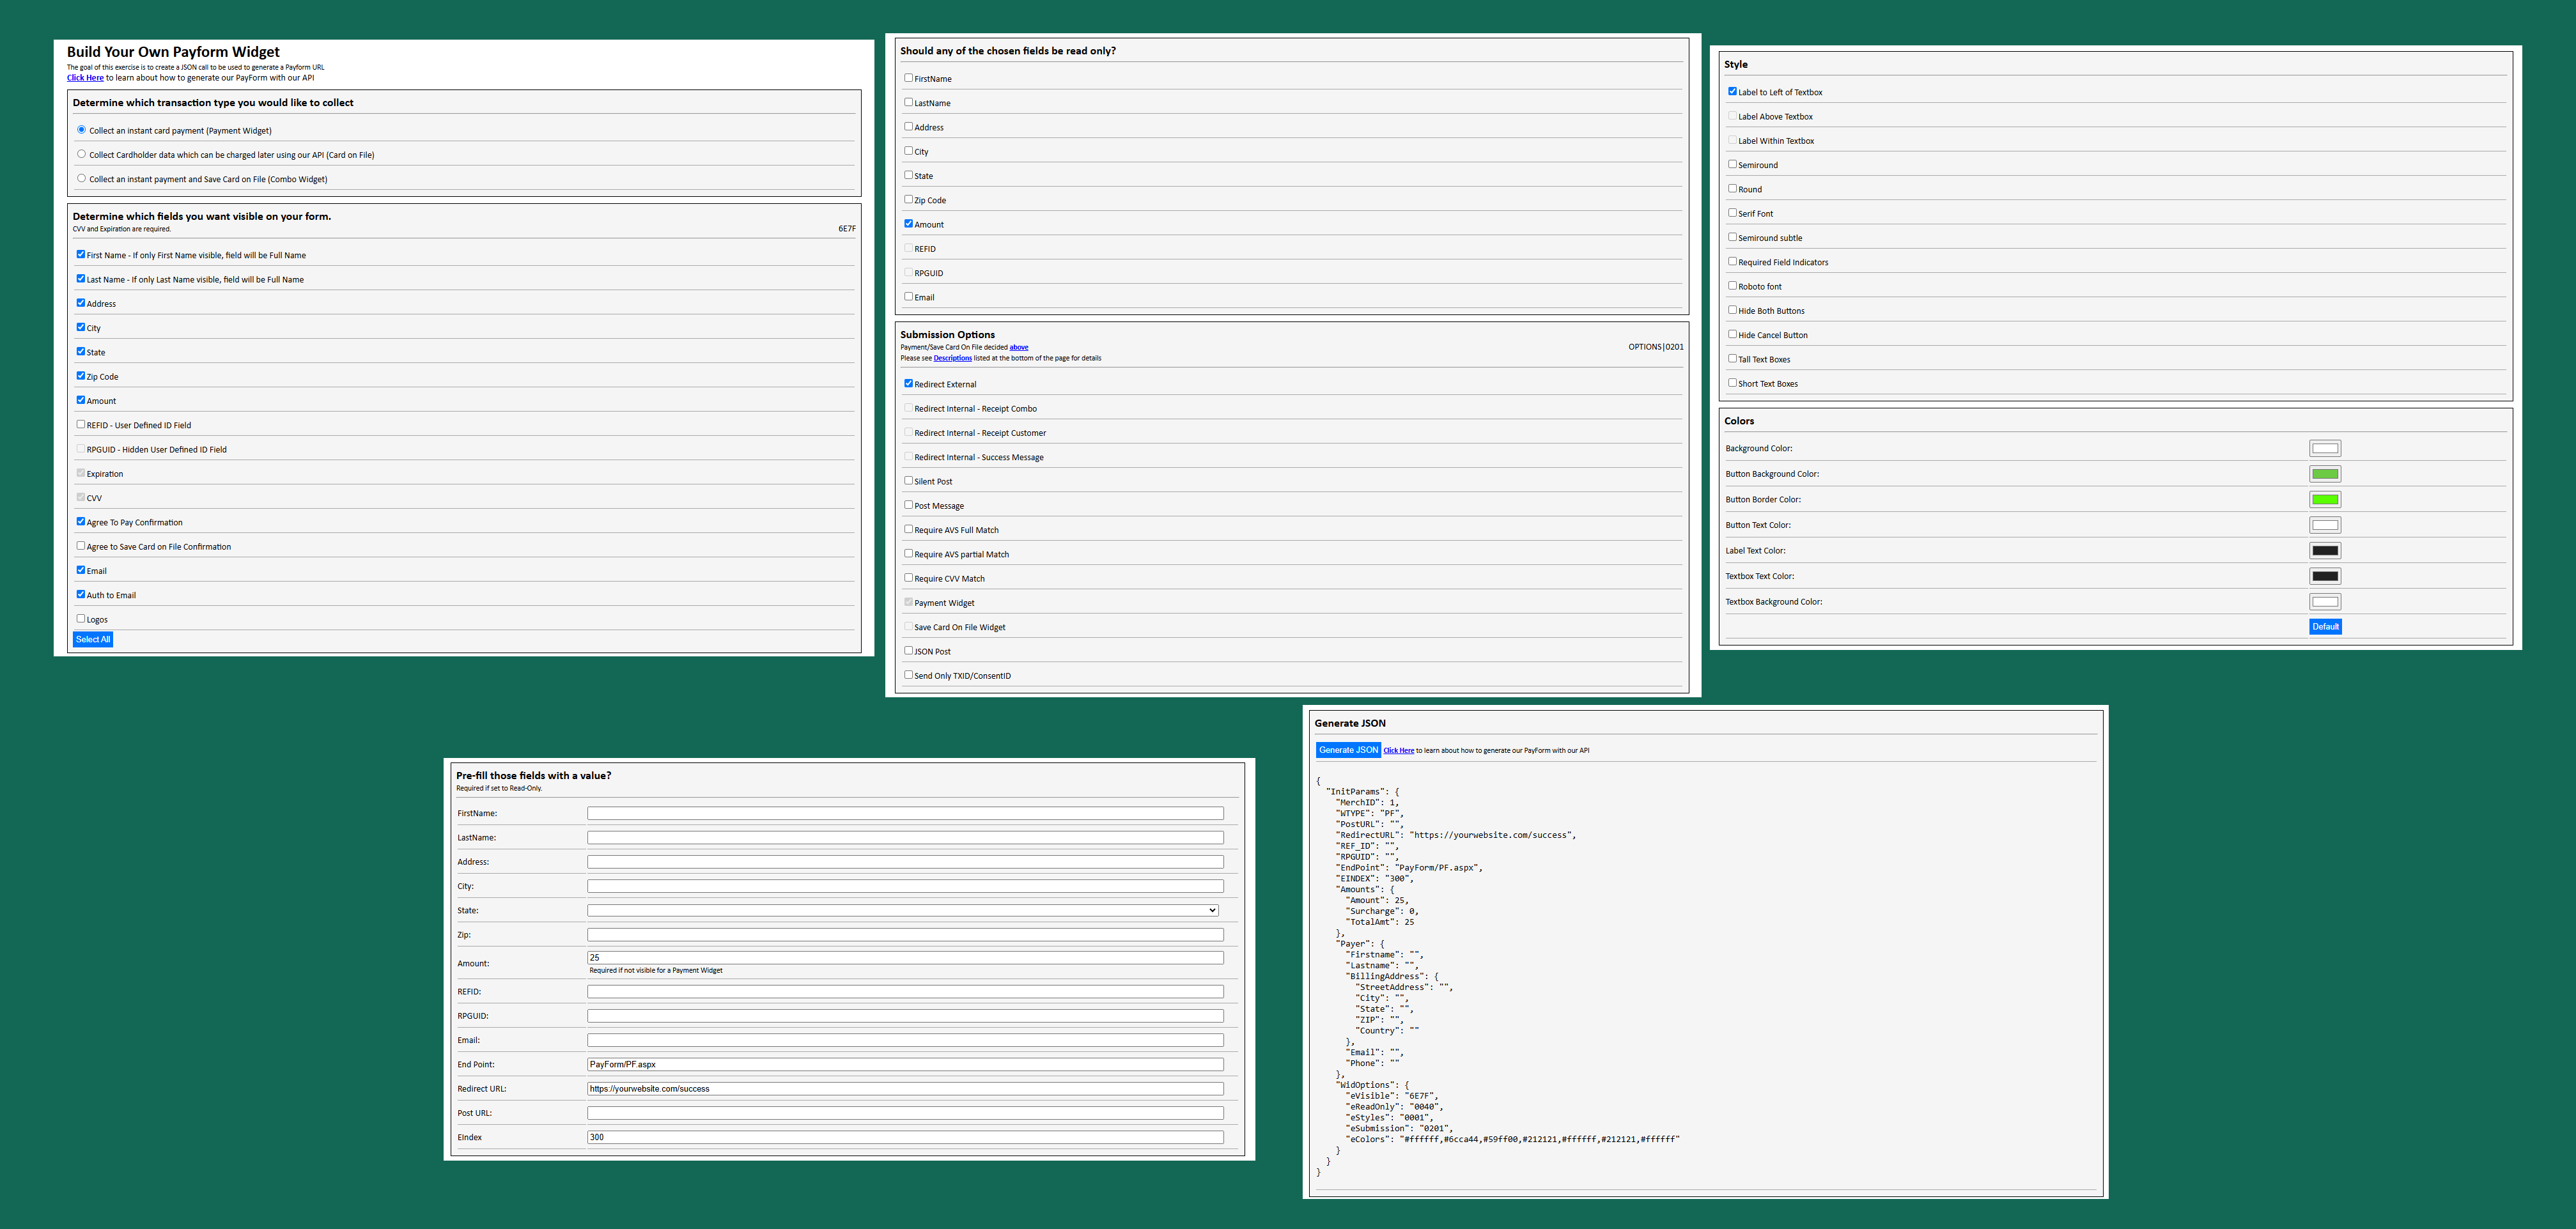 Build Your Own Payform Widget
The goal of this exercise is to create a JSON call to be used to generate a Payform URL
Click Here to learn about how to generate our PayForm with our API
Determine which transaction type you would like to collect
Collect an instant card payment (Payment Widget)
Collect Cardholder data which can be charged later using our API (Card on File)
Collect an instant payment and Save Card on File (Combo Widget)
Determine which fields you want visible on your form.
CVV and Expiration are required.
6E7F
First Name - If only First Name visible, field will be Full Name
Last Name - If only Last Name visible, field will be Full Name
Address
City
State
Zip Code
Amount
REFID - User Defined ID Field
RPGUID - Hidden User Defined ID Field
Expiration
CVV
Agree To Pay Confirmation
Agree to Save Card on File Confirmation
Email
Auth to Email
Logos
Select All
Should any of the chosen fields be read only?
FirstName
LastName
Address
City
State
Zip Code
Amount
REFID
RPGUID
Email
Submission Options
Payment/Save Card On File decided above
OPTIONS|0201
Please see Descriptions listed at the bottom of the page for details
Redirect External
Redirect Internal - Receipt Combo
Redirect Internal - Receipt Customer
Redirect Internal - Success Message
Silent Post
Post Message
Require AVS Full Match
Require AVS partial Match
Require CVV Match
Payment Widget
Save Card On File Widget
JSON Post
Send Only TXID/ConsentID
Style
Label to Left of Textbox
Label Above Textbox
Label Within Textbox
Semiround
Round
Serif Font
Semiround subtle
Required Field Indicators
Roboto font
Hide Both Buttons
Hide Cancel Button
Tall Text Boxes
Short Text Boxes
Colors
Background Color:
Button Background Color:
Button Border Color:
Button Text Color:
Label Text Color:
Textbox Text Color:
Textbox Background Color:
Default
Pre-fill those fields with a value?
Required if set to Read-Only.
FirstName:
LastName:
Address:
City:
State:
Zip:
Amount: 25
Required if not visible for a Payment Widget
REFID:
RPGUID:
Email:
End Point: PayForm/PF.aspx
Redirect URL: https://yourwebsite.com/success
Post URL:
EIndex 300
Generate JSON
Generate JSON Click Here to learn about how to generate our PayForm with our API
{
"InitParams": {
"MerchID": 1,
"WTYPE": "PF",
"PostURL": "",
"RedirectURL": "https://yourwebsite.com/success",
"REF_ID": "",
"RPGUID": "",
"EndPoint": "PayForm/PF.aspx",
"EINDEX": "300",
"Amounts": {
"Amount": 25,
"Surcharge": 0,
"TotalAmt": 25
},
"Payer": {
"Firstname": "",
"Lastname": "",
"BillingAddress": {
"StreetAddress": "",
"City": "",
"State": "",
"ZIP": "",
"Country": ""
},
"Email": "",
"Phone": ""
},
"WidOptions": {
"eVisible": "6E7F",
"eReadOnly": "0040",
"eStyles": "0001",
"eSubmission": "0201",
"eColors": "#ffffff,#6cca44,#59ff00,#212121,#ffffff,#212121,#ffffff"
}
}
}